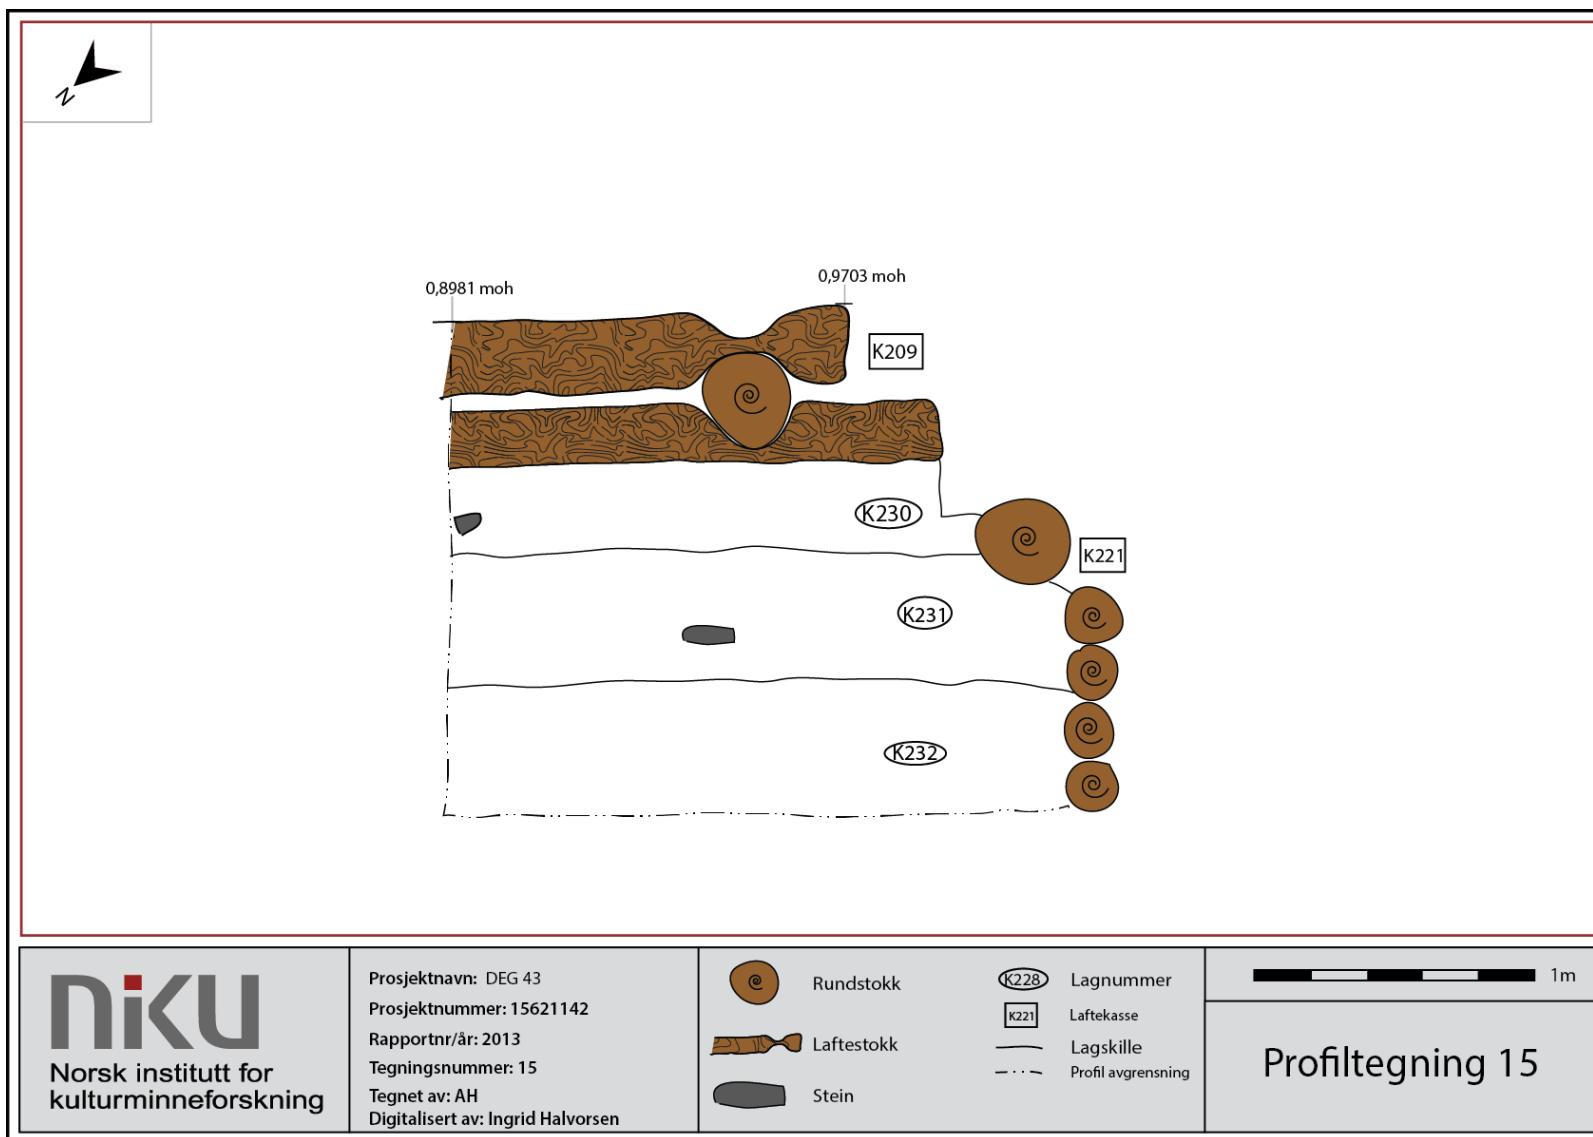 N
0,8981 moh
0,9703 moh
K209
K230
K221
K231
K232
niKU
Norsk institutt for
kulturminneforskning
Prosjektnavn: DEG 43
Prosjektnummer: 15621142
Rapportnr/år: 2013
Tegningsnummer: 15
Tegnet av: AH
Digitalisert av: Ingrid Halvorsen
Rundstokk
Laftestokk
Stein
K228 Lagnummer
K221 Laftekasse
Lagskille
Profil avgrensning
1m
Profiltegning 15